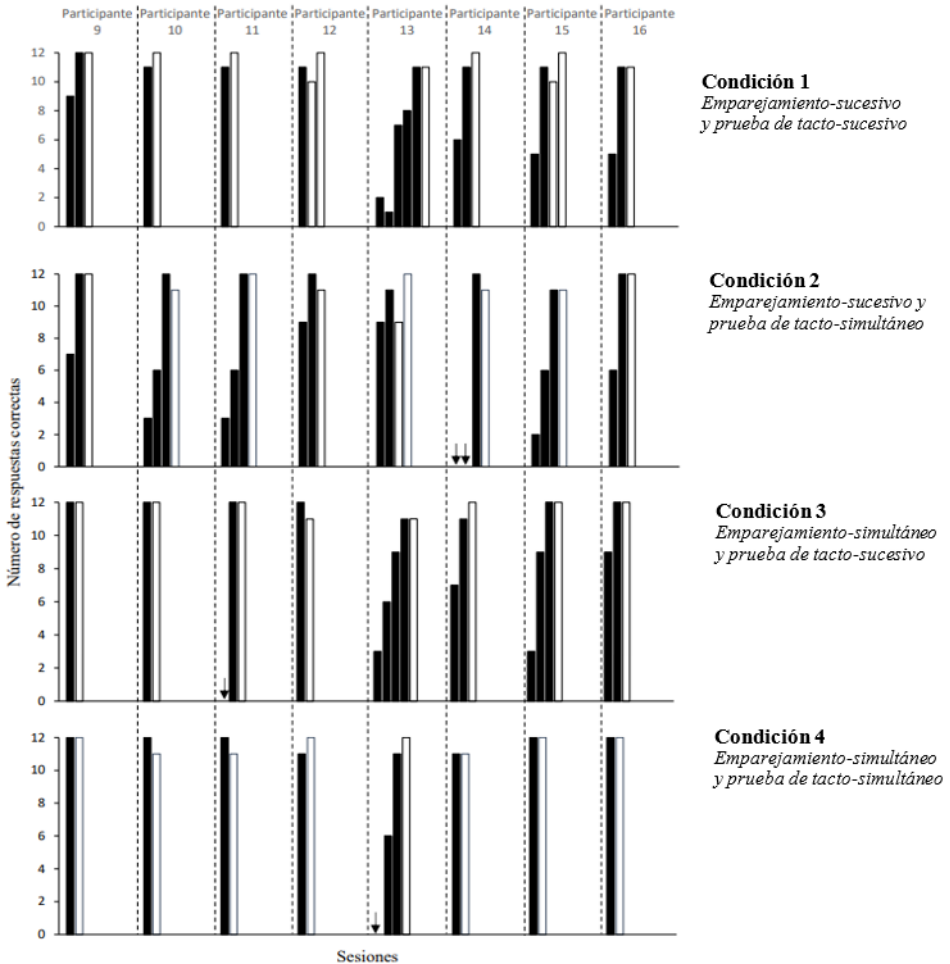 Participante Participante Participante Participante Participante Participante Participante Participante
9 10 11 12 13 14 15 16
12
10
8
6
4
2
0
Condición 1
Emparejamiento-sucesivo
y prueba de tacto-sucesivo
12
10
8
6
4
2
0
Condición 2
Emparejamiento-sucesivo y
prueba de tacto-simultáneo
Número de respuestas correctas
12
10
8
6
4
2
0
Condición 3
Emparejamiento-simultáneo
y prueba de tacto-sucesivo
12
10
8
6
4
2
0
Condición 4
Emparejamiento-simultáneo
y prueba de tacto-simultáneo
Sesiones